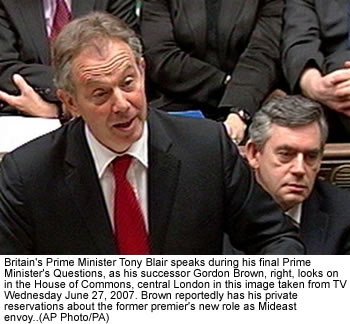 Britain's Prime Minister Tony Blair speaks during his final Prime
Minister's Questions, as his successor Gordon Brown, right, looks on
in the House of Commons, central London in this image taken from TV
Wednesday June 27, 2007. Brown reportedly has his private
reservations about the former premier's new role as Mideast
envoy..(AP Photo/PA)